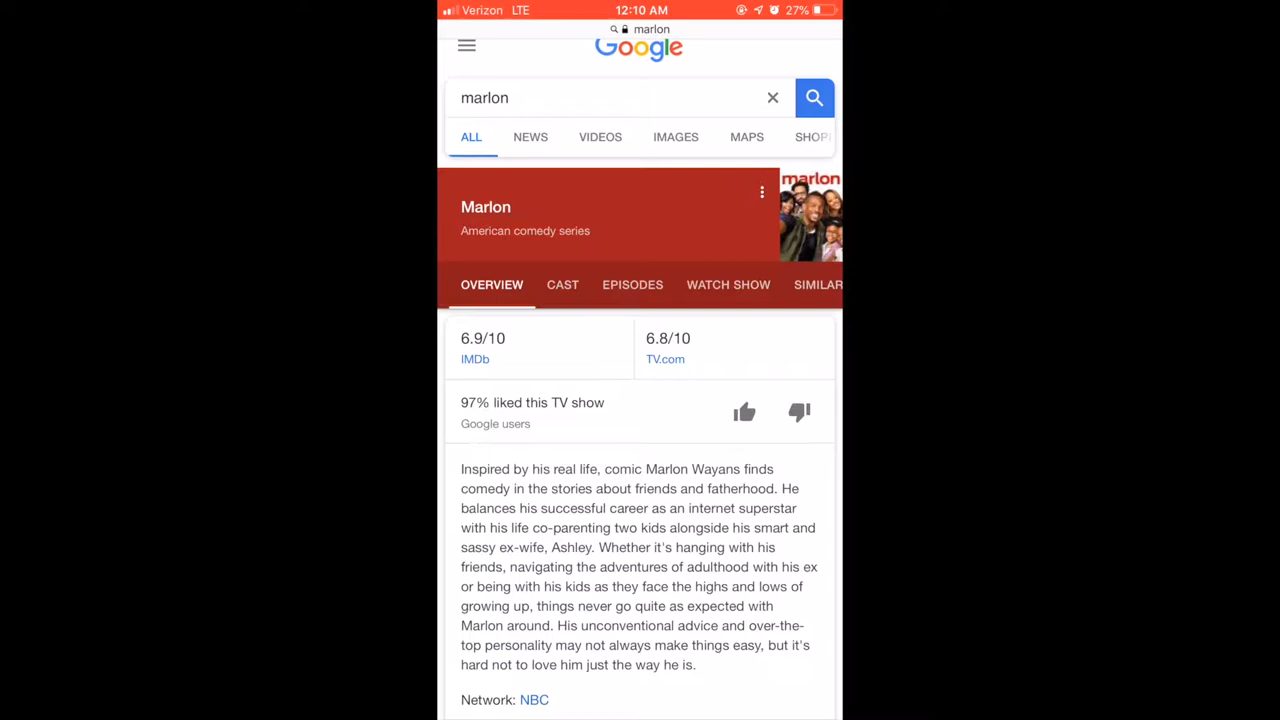 Verizon LTE 12:10 AM 27%
marlon
Google
marlon
ALL NEWS VIDEOS IMAGES MAPS SHOP
Marlon
American comedy series
marlon
OVERVIEW CAST EPISODES WATCH SHOW SIMILAR
6.9/10 6.8/10
IMDb TV.com
97% liked this TV show
Google users
Inspired by his real life, comic Marlon Wayans finds
comedy in the stories about friends and fatherhood. He
balances his successful career as an internet superstar
with his life co-parenting two kids alongside his smart and
sassy ex-wife, Ashley. Whether it's hanging with his
friends, navigating the adventures of adulthood with his ex
or being with his kids as they face the highs and lows of
growing up, things never go quite as expected with
Marlon around. His unconventional advice and over-the-
top personality may not always make things easy, but it's
hard not to love him just the way he is.
Network: NBC